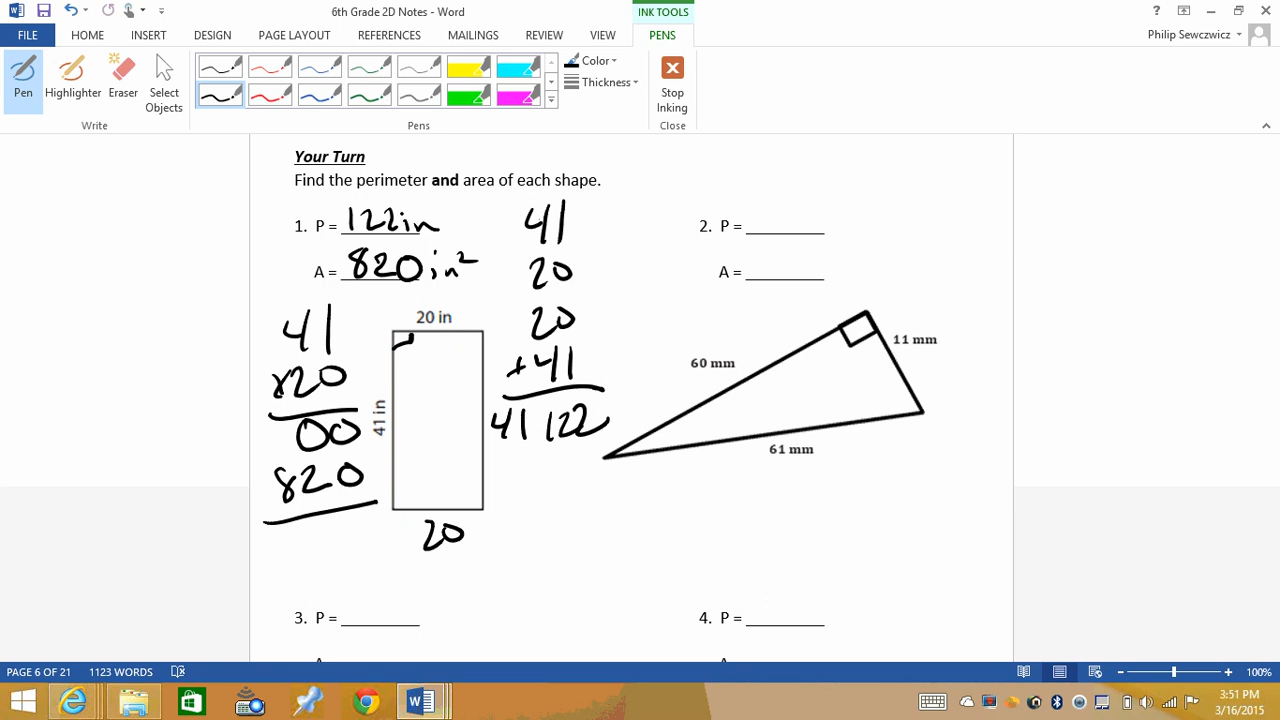 6th Grade 2D Notes - Word
INK TOOLS
?
FILE
HOME
INSERT
DESIGN
PAGE LAYOUT
REFERENCES
MAILINGS
REVIEW
VIEW
PENS
Philip Sewczwicz
Pen
Highlighter
Eraser
Select Objects
Color
Thickness
Stop Inking
Write
Pens
Close
Your Turn
Find the perimeter and area of each shape.
1. P = 122in
A = 820in²
41
x20
00
820
20 in
41 in
20
41
20
20
+41
41 122
2. P = ________
A = ________
60 mm
11 mm
61 mm
3. P = ________
4. P = ________
PAGE 6 OF 21
1123 WORDS
100%
3:51 PM
3/16/2015